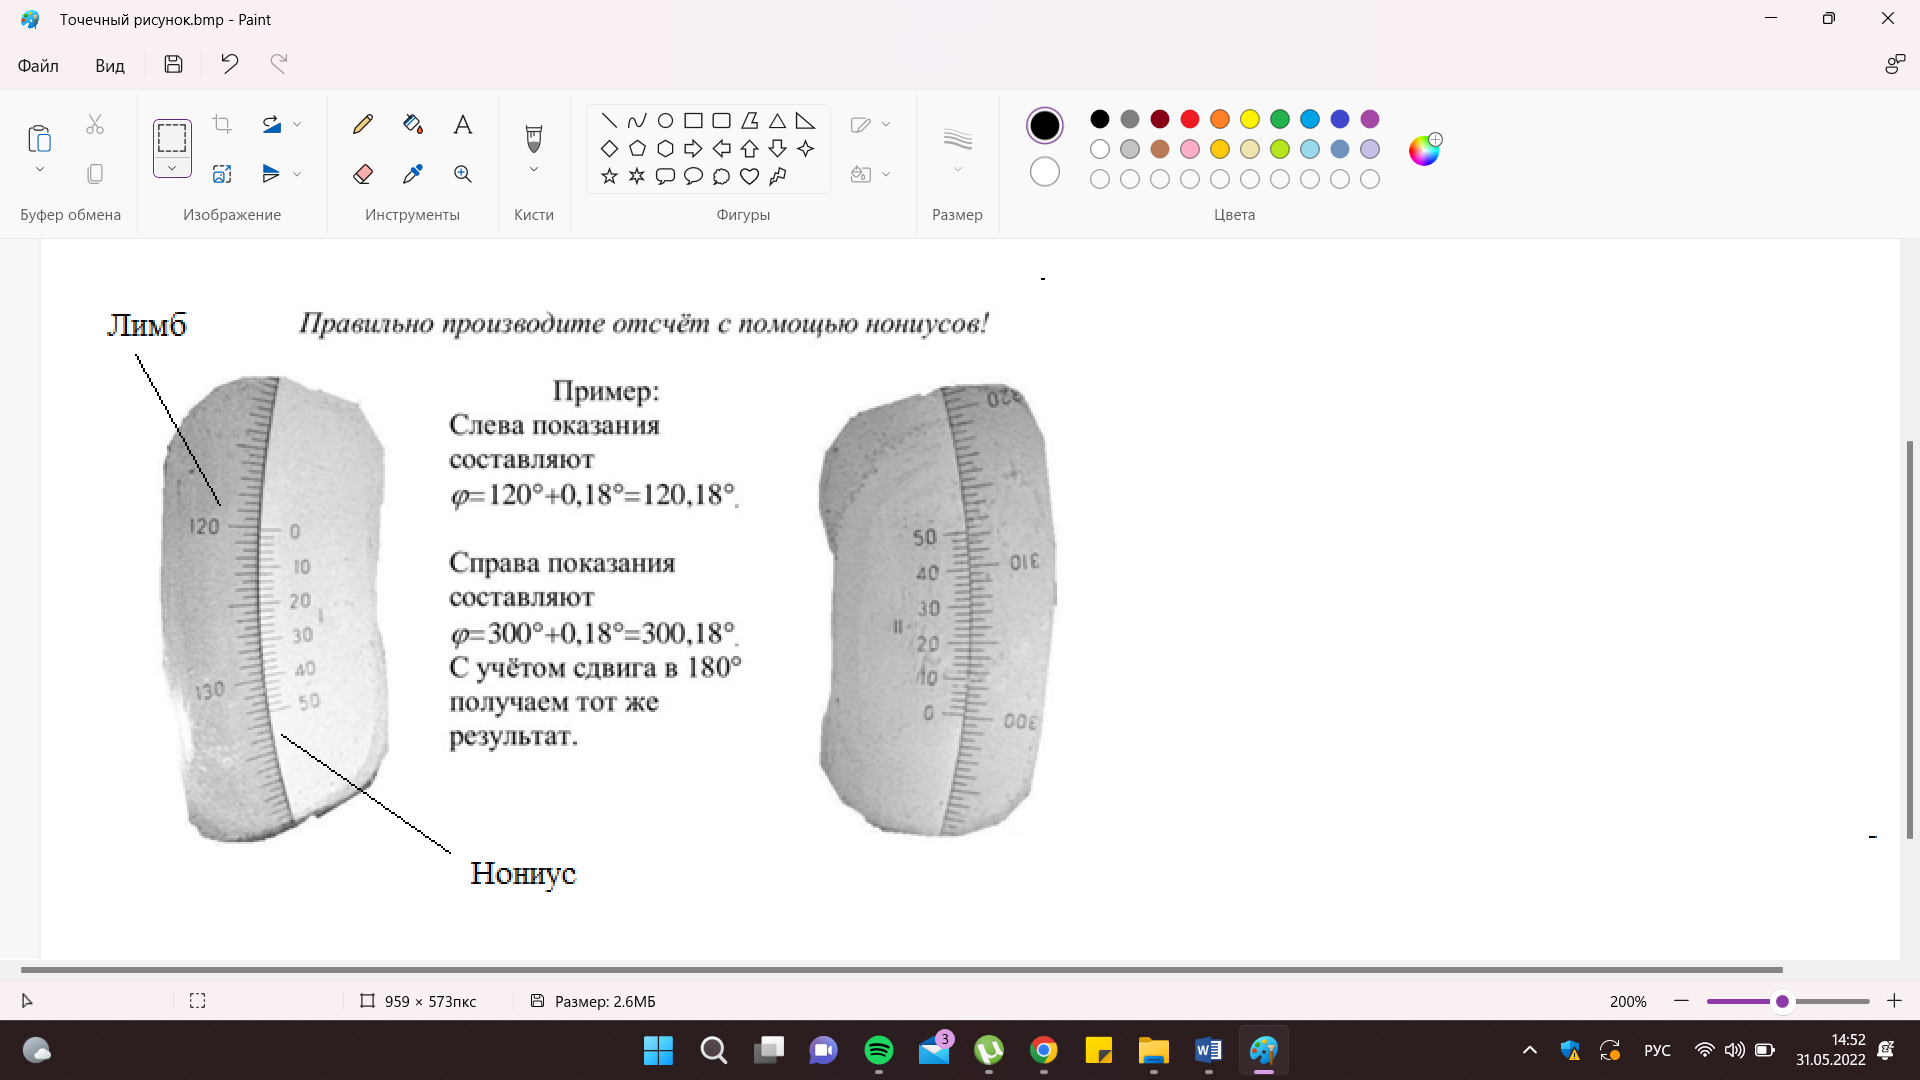 Точечный рисунок.bmp - Paint
Файл
Вид
Буфер обмена
Изображение
Инструменты
Кисти
Фигуры
Размер
Цвета
Лимб
Правильно производите отсчёт с помощью нониусов!
Пример:
Слева показания
составляют
φ=120°+0,18°=120,18°.
Справа показания
составляют
φ=300°+0,18°=300,18°.
С учётом сдвига в 180°
получаем тот же
результат.
120
130
0
10
20
30
40
50
I
320
310
300
50
40
30
20
10
0
II
Нониус
959 × 573пкс
Размер: 2.6МБ
200%
3
РУС
14:52
31.05.2022